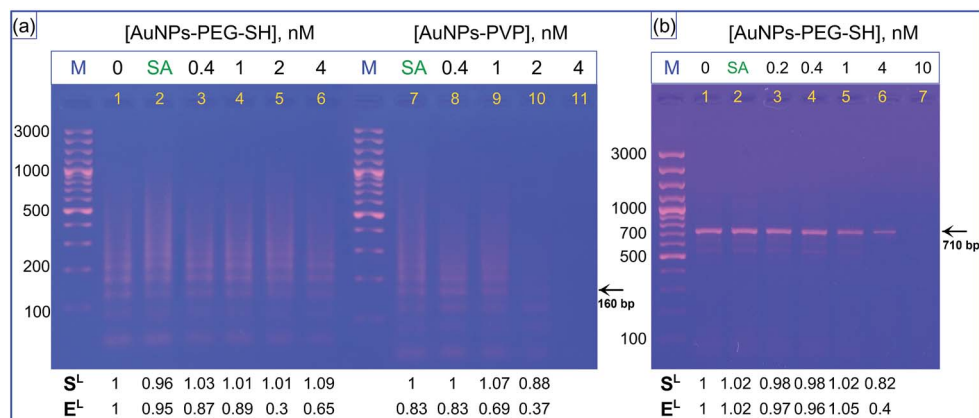 (a) [AuNPs-PEG-SH], nM [AuNPs-PVP], nM
M 0 SA 0.4 1 2 4 M SA 0.4 1 2 4
1 2 3 4 5 6 7 8 9 10 11
3000
1000
500
200
160 bp
100
S^L 1 0.96 1.03 1.01 1.01 1.09 1 1 1.07 0.88
E^L 1 0.95 0.87 0.89 0.3 0.65 0.83 0.83 0.69 0.37
(b) [AuNPs-PEG-SH], nM
M 0 SA 0.2 0.4 1 4 10
1 2 3 4 5 6 7
3000
1000
700
710 bp
500
100
S^L 1 1.02 0.98 0.98 1.02 0.82
E^L 1 1.02 0.97 0.96 1.05 0.4